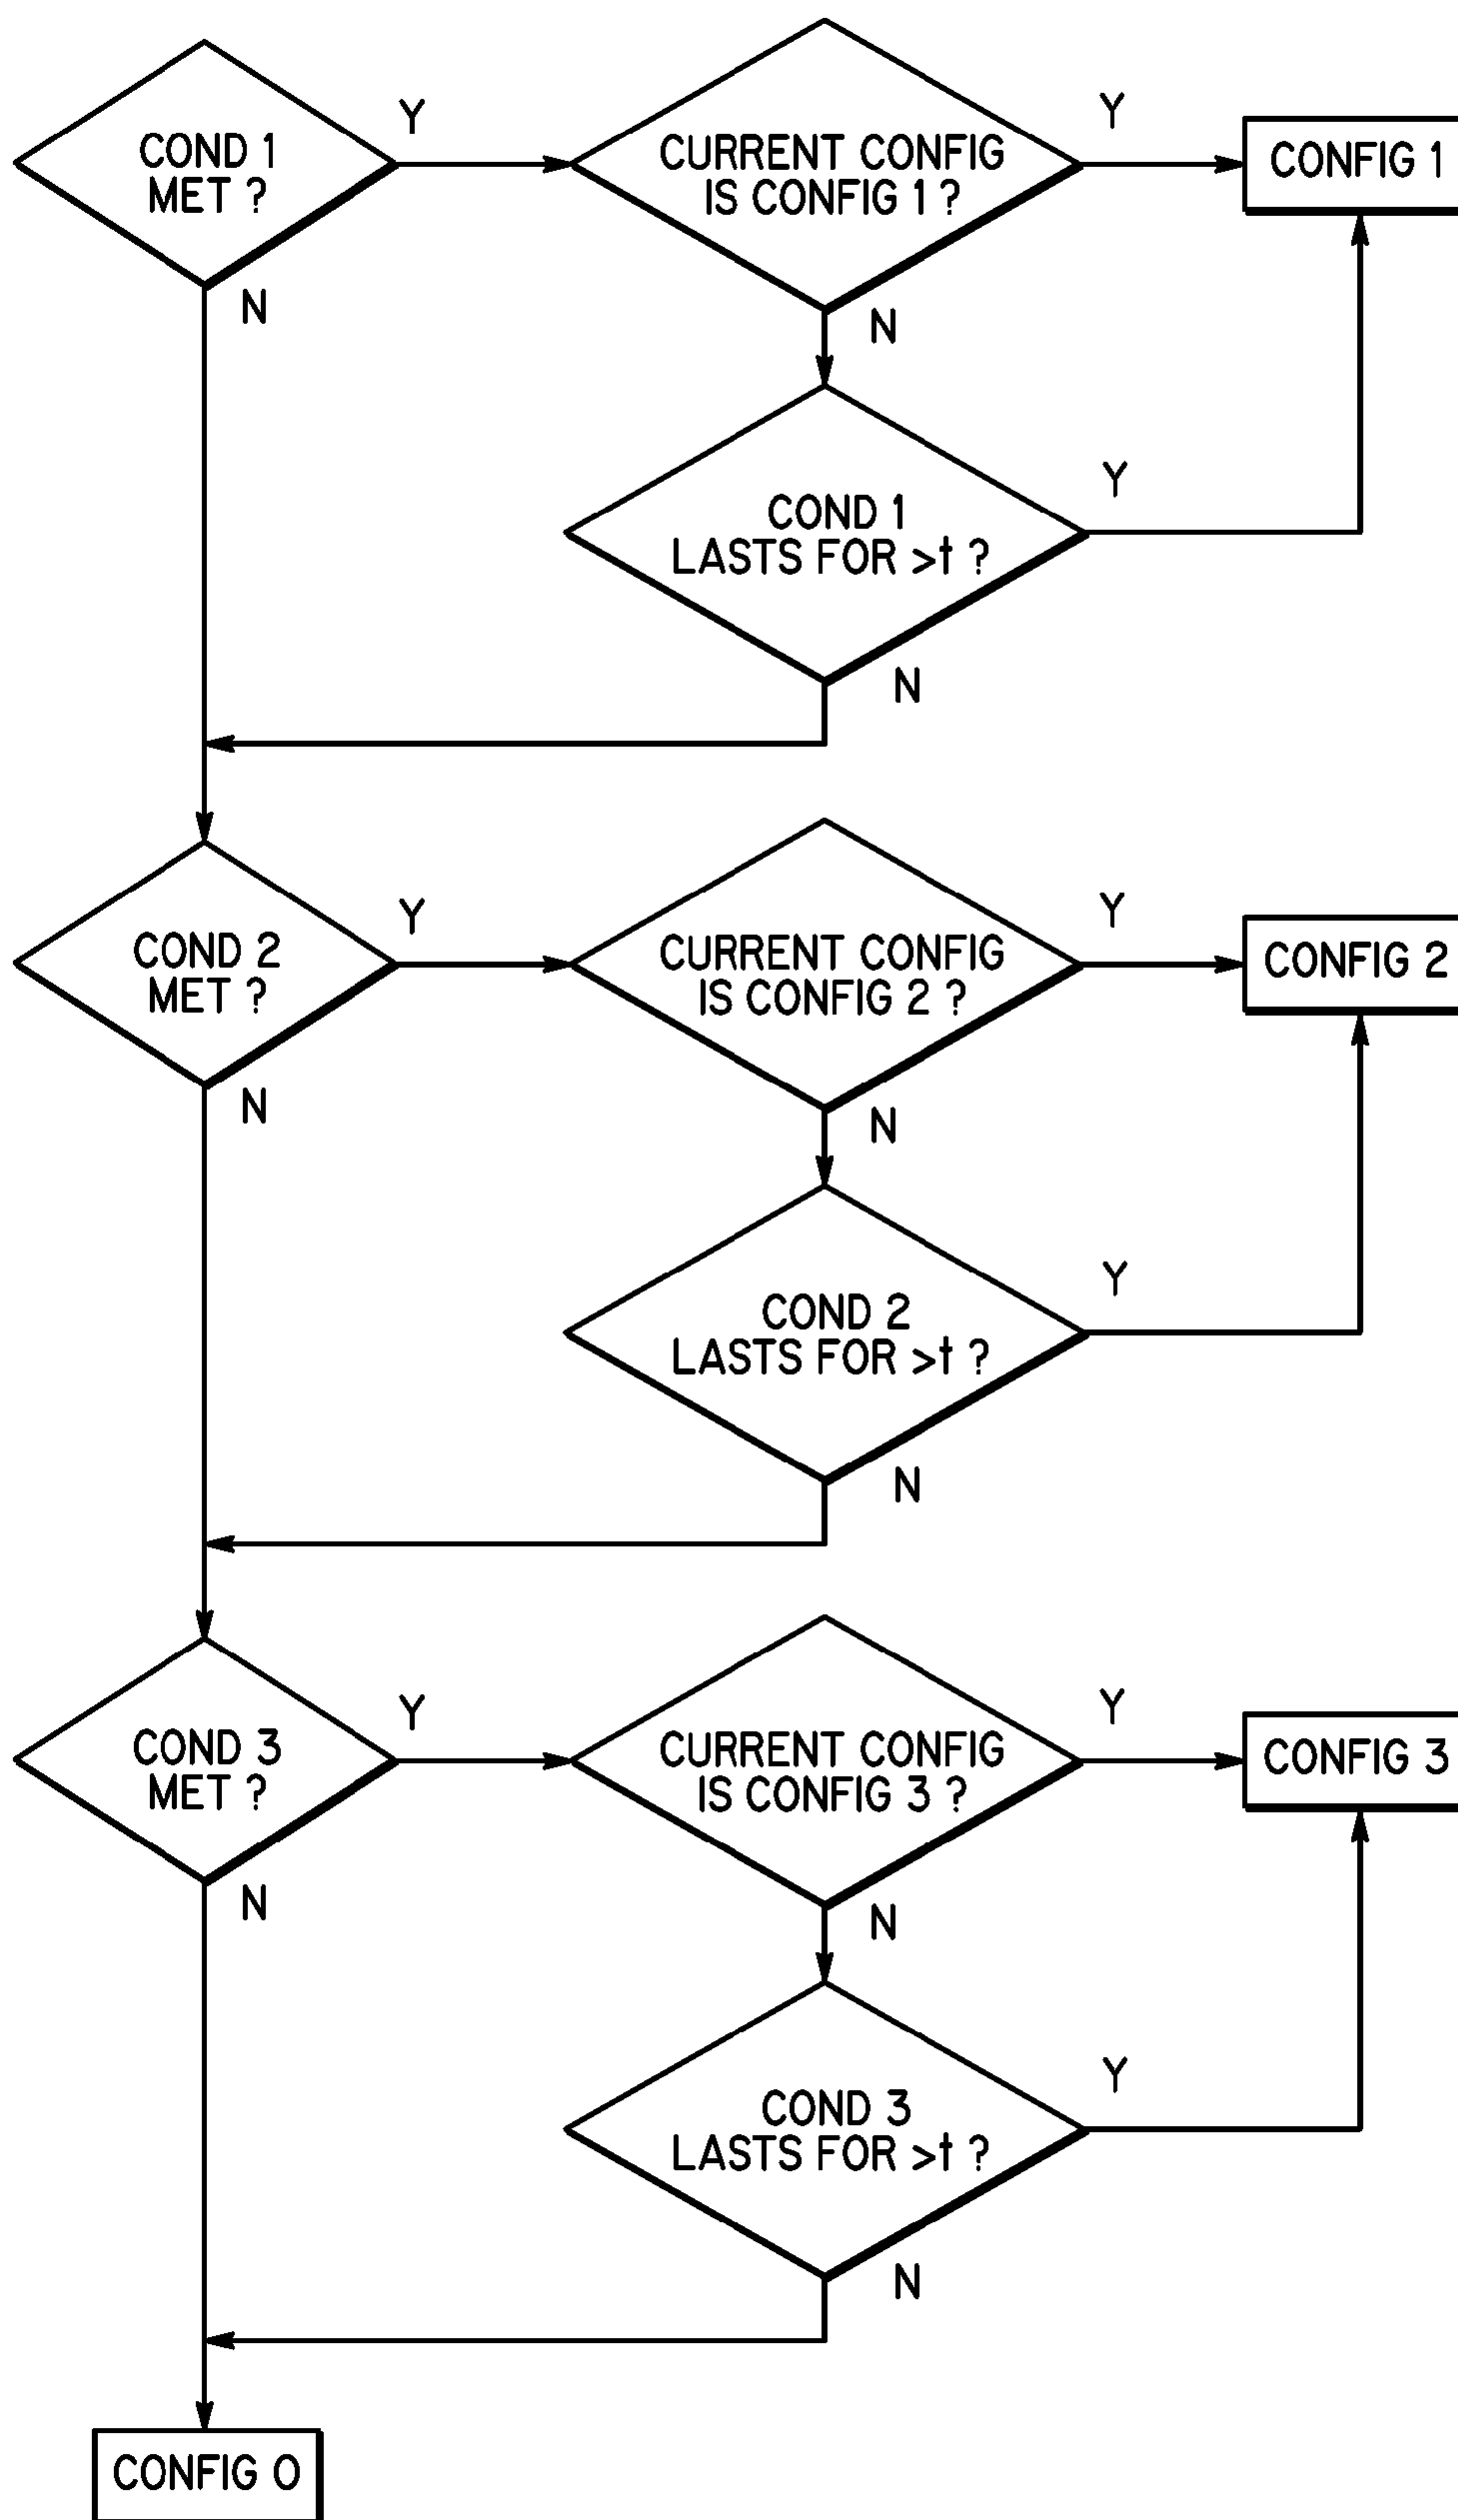 COND 1
MET ?
Y
N
CURRENT CONFIG
IS CONFIG 1 ?
Y
N
CONFIG 1
COND 1
LASTS FOR >t ?
Y
N
COND 2
MET ?
Y
N
CURRENT CONFIG
IS CONFIG 2 ?
Y
N
CONFIG 2
COND 2
LASTS FOR >t ?
Y
N
COND 3
MET ?
Y
N
CURRENT CONFIG
IS CONFIG 3 ?
Y
N
CONFIG 3
COND 3
LASTS FOR >t ?
Y
N
CONFIG 0